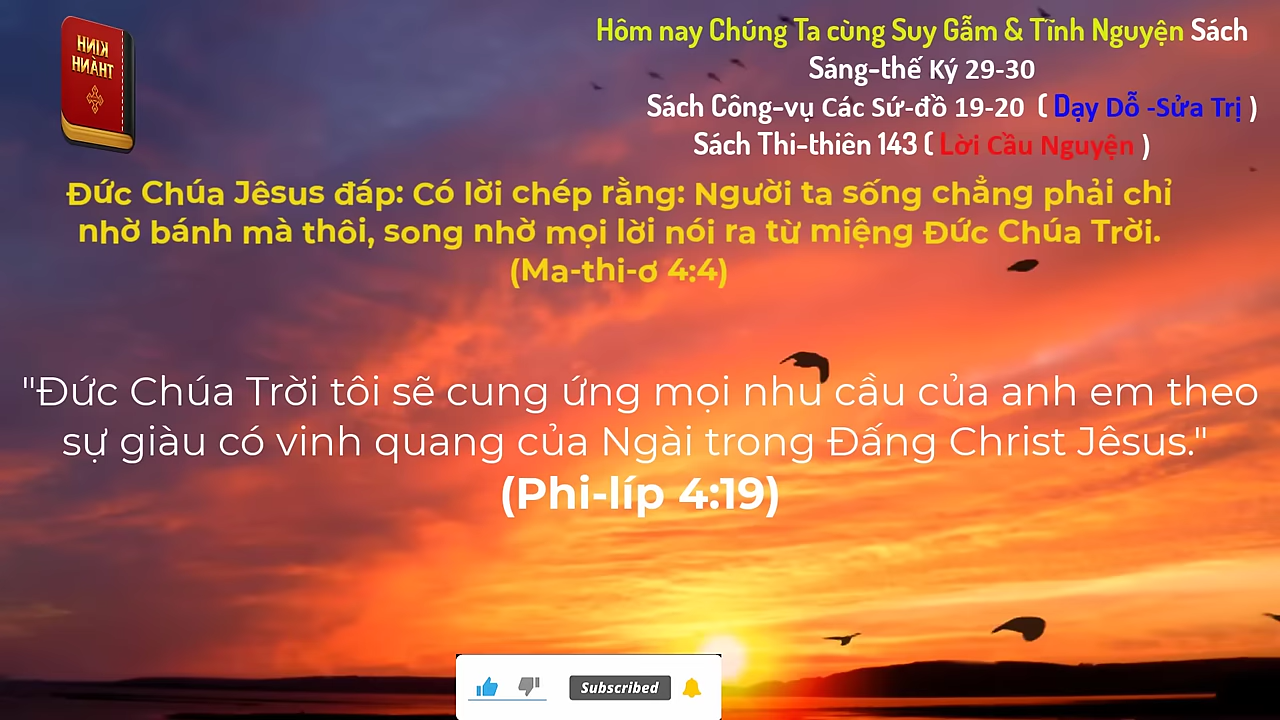 KINH
THÁNH
Hôm nay Chúng Ta cùng Suy Gẫm & Tĩnh Nguyện Sách
Sáng-thế Ký 29-30
Sách Công-vụ Các Sứ-đồ 19-20 ( Dạy Dỗ -Sửa Trị )
Sách Thi-thiên 143 ( Lời Cầu Nguyện )
Đức Chúa Jêsus đáp: Có lời chép rằng: Người ta sống chẳng phải chỉ
nhờ bánh mà thôi, song nhờ mọi lời nói ra từ miệng Đức Chúa Trời.
(Ma-thi-ơ 4:4)
"Đức Chúa Trời tôi sẽ cung ứng mọi nhu cầu của anh em theo
sự giàu có vinh quang của Ngài trong Đấng Christ Jêsus."
(Phi-líp 4:19)
Subscribed